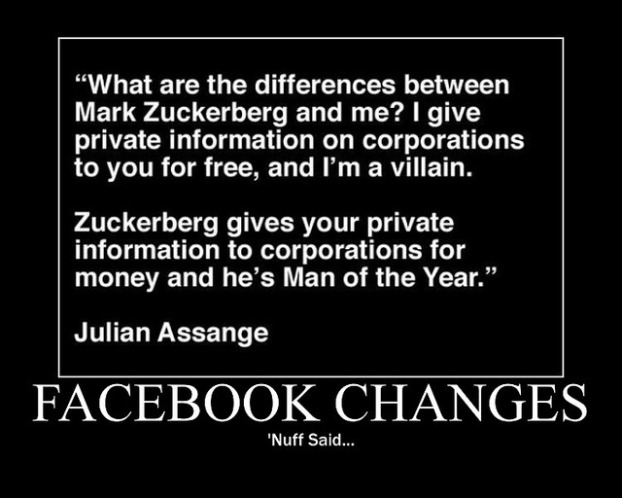 “What are the differences between
Mark Zuckerberg and me? I give
private information on corporations
to you for free, and I’m a villain.
Zuckerberg gives your private
information to corporations for
money and he’s Man of the Year.”
Julian Assange
FACEBOOK CHANGES
'Nuff Said...